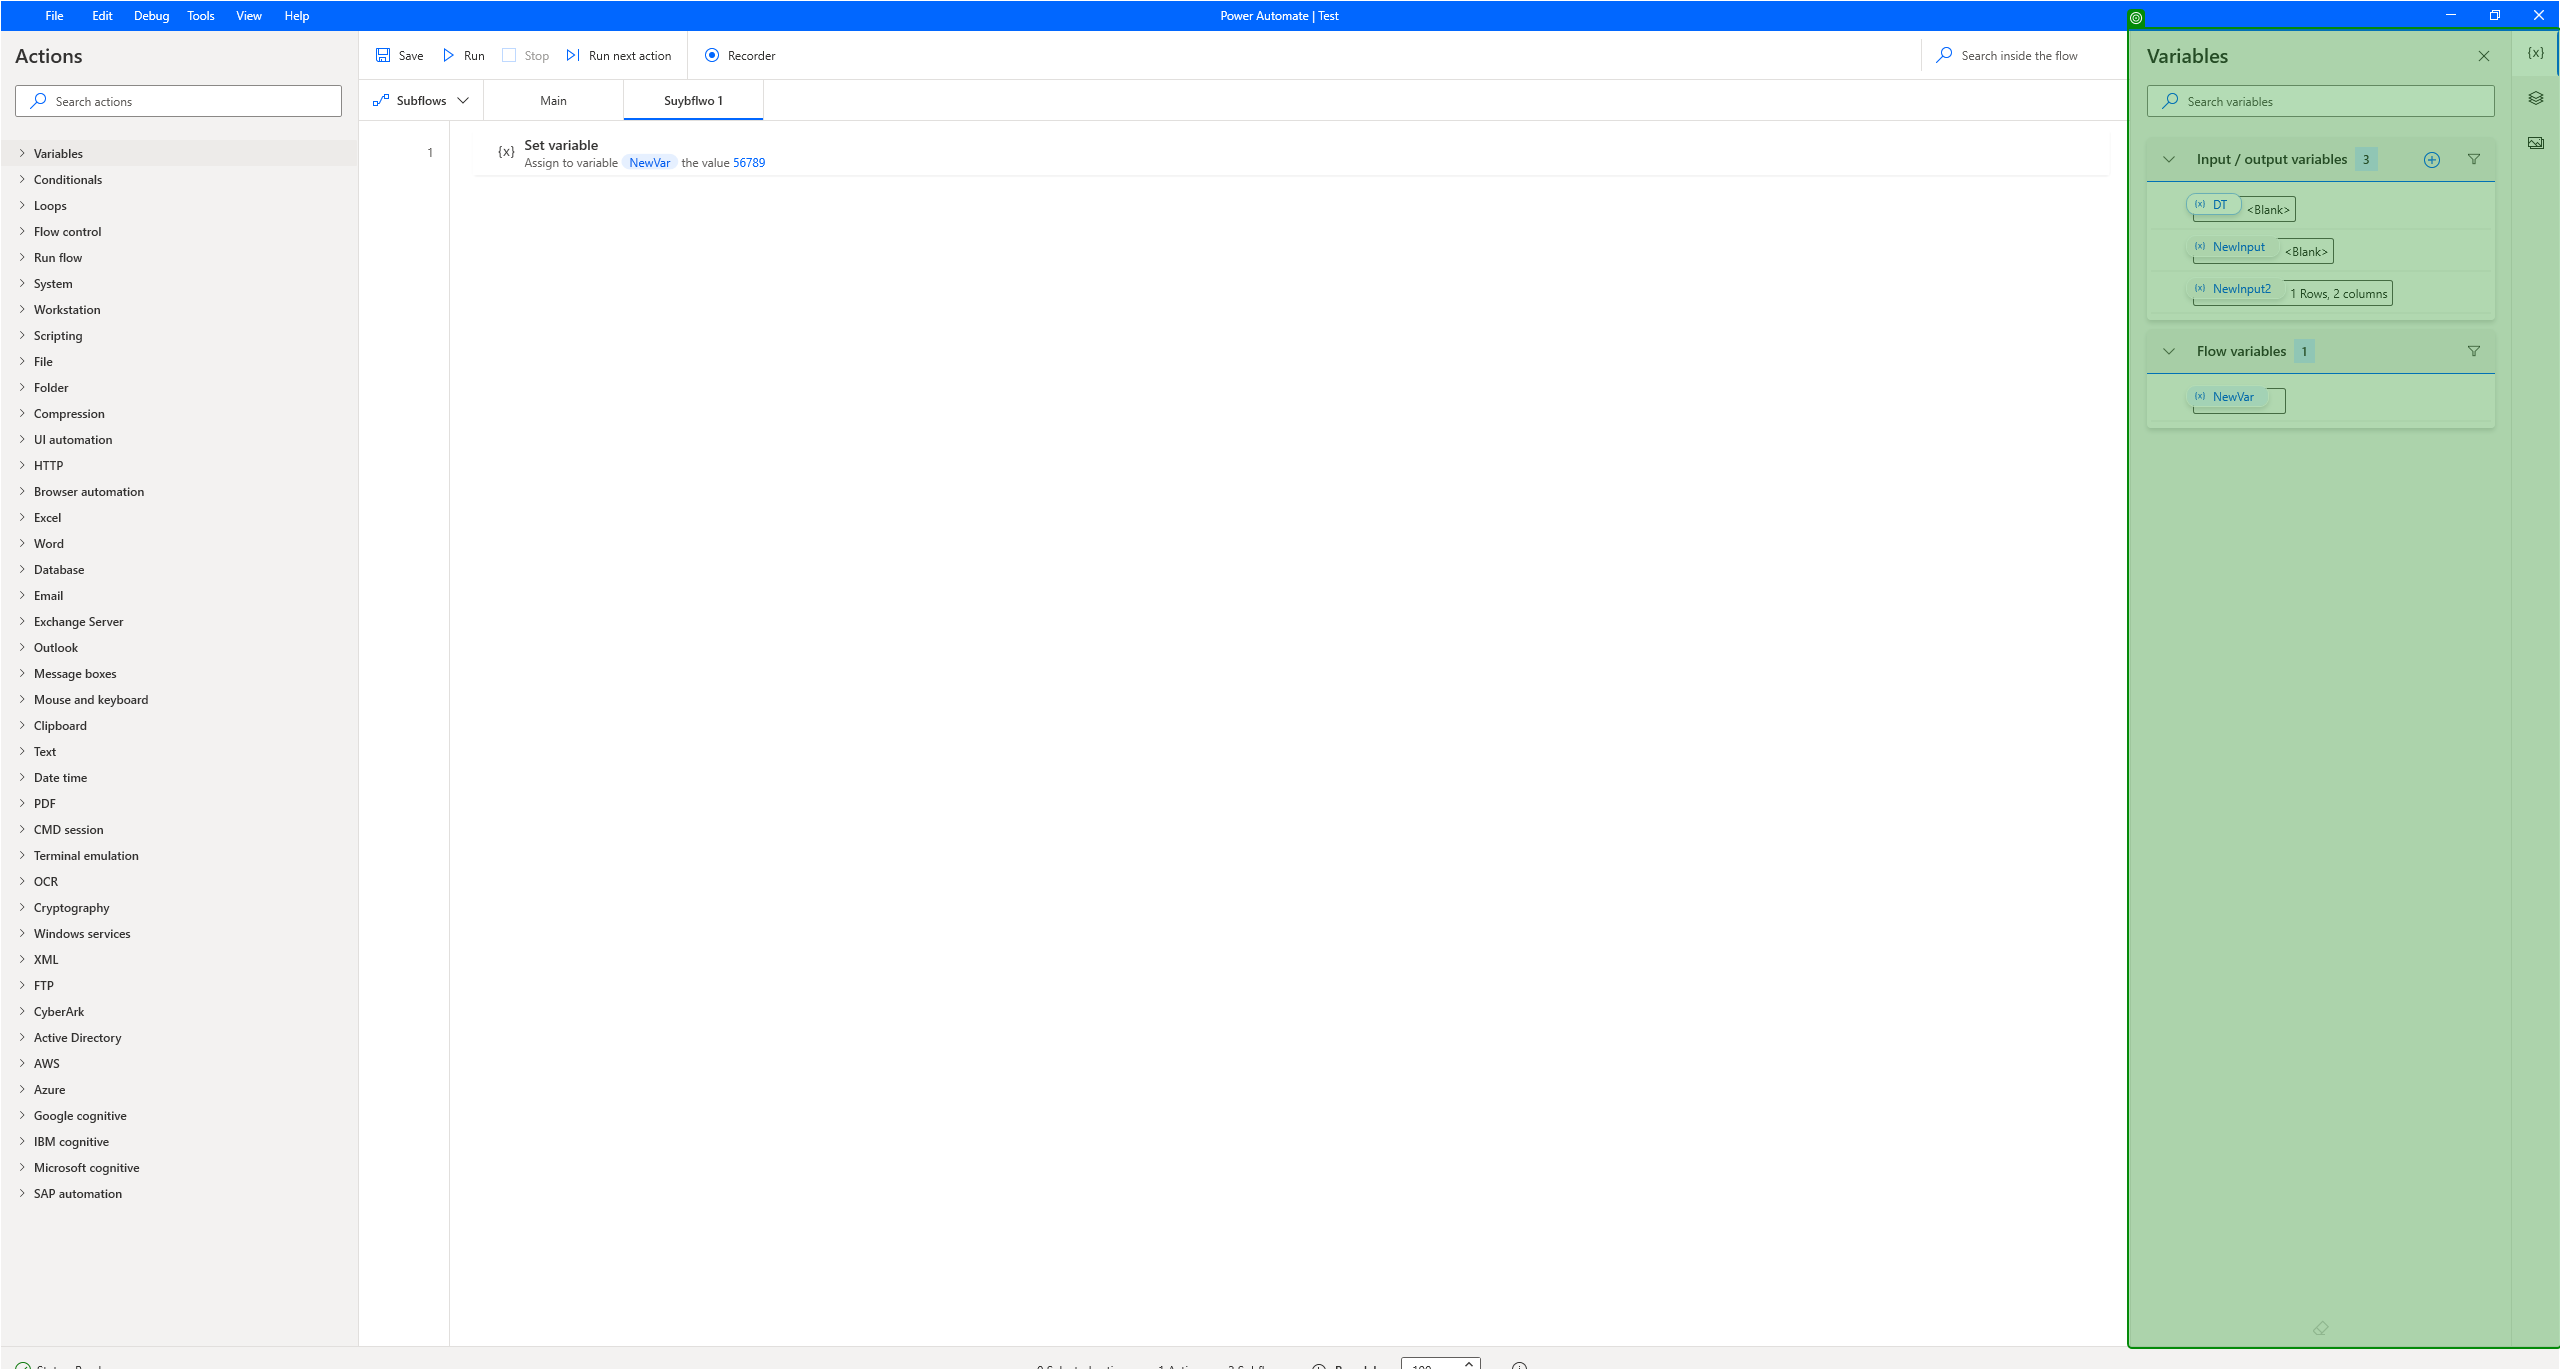 File Edit Debug Tools View Help
Power Automate | Test
Actions
Search actions
Variables
Conditionals
Loops
Flow control
Run flow
System
Workstation
Scripting
File
Folder
Compression
UI automation
HTTP
Browser automation
Excel
Word
Database
Email
Exchange Server
Outlook
Message boxes
Mouse and keyboard
Clipboard
Text
Date time
PDF
CMD session
Terminal emulation
OCR
Cryptography
Windows services
XML
FTP
CyberArk
Active Directory
AWS
Azure
Google cognitive
IBM cognitive
Microsoft cognitive
SAP automation
Save Run Stop Run next action Recorder
Search inside the flow
Subflows Main Suybflwo 1
1
{x} Set variable
Assign to variable NewVar the value 56789
Variables
{x}
Search variables
Input / output variables 3
(x) DT <Blank>
(x) NewInput <Blank>
(x) NewInput2 1 Rows, 2 columns
Flow variables 1
(x) NewVar